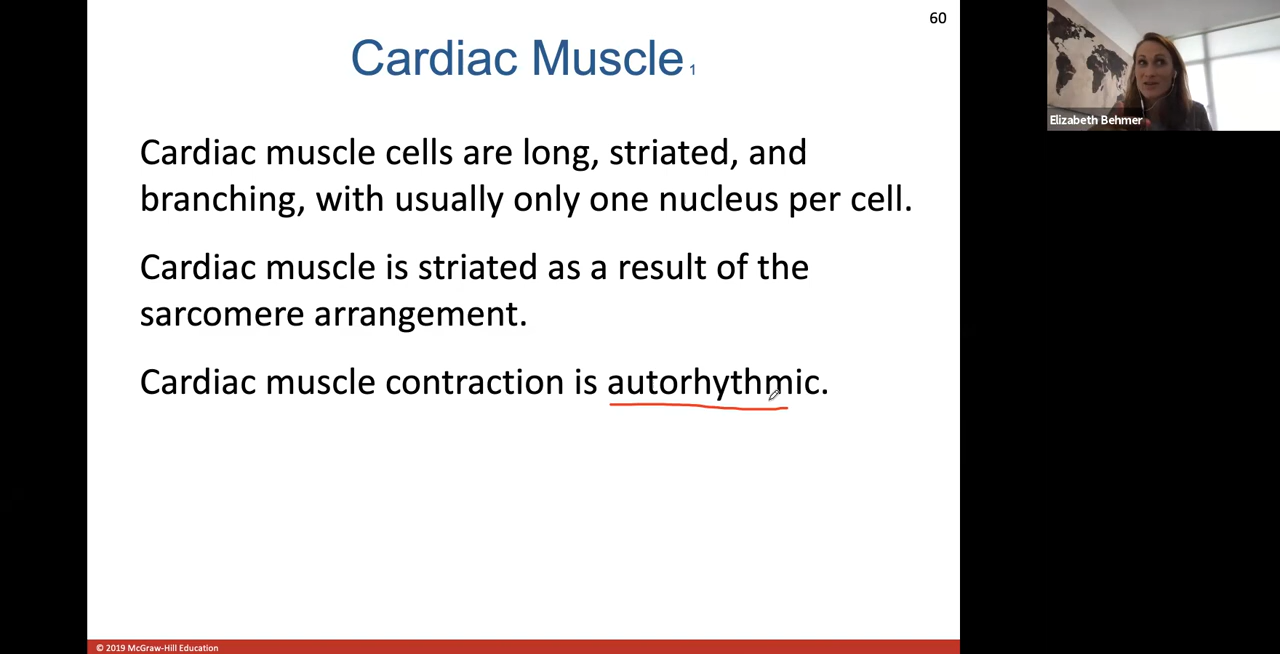 60
Cardiac Muscle 1
Elizabeth Behmer
Cardiac muscle cells are long, striated, and
branching, with usually only one nucleus per cell.
Cardiac muscle is striated as a result of the
sarcomere arrangement.
Cardiac muscle contraction is autorhythmic.
© 2019 McGraw-Hill Education